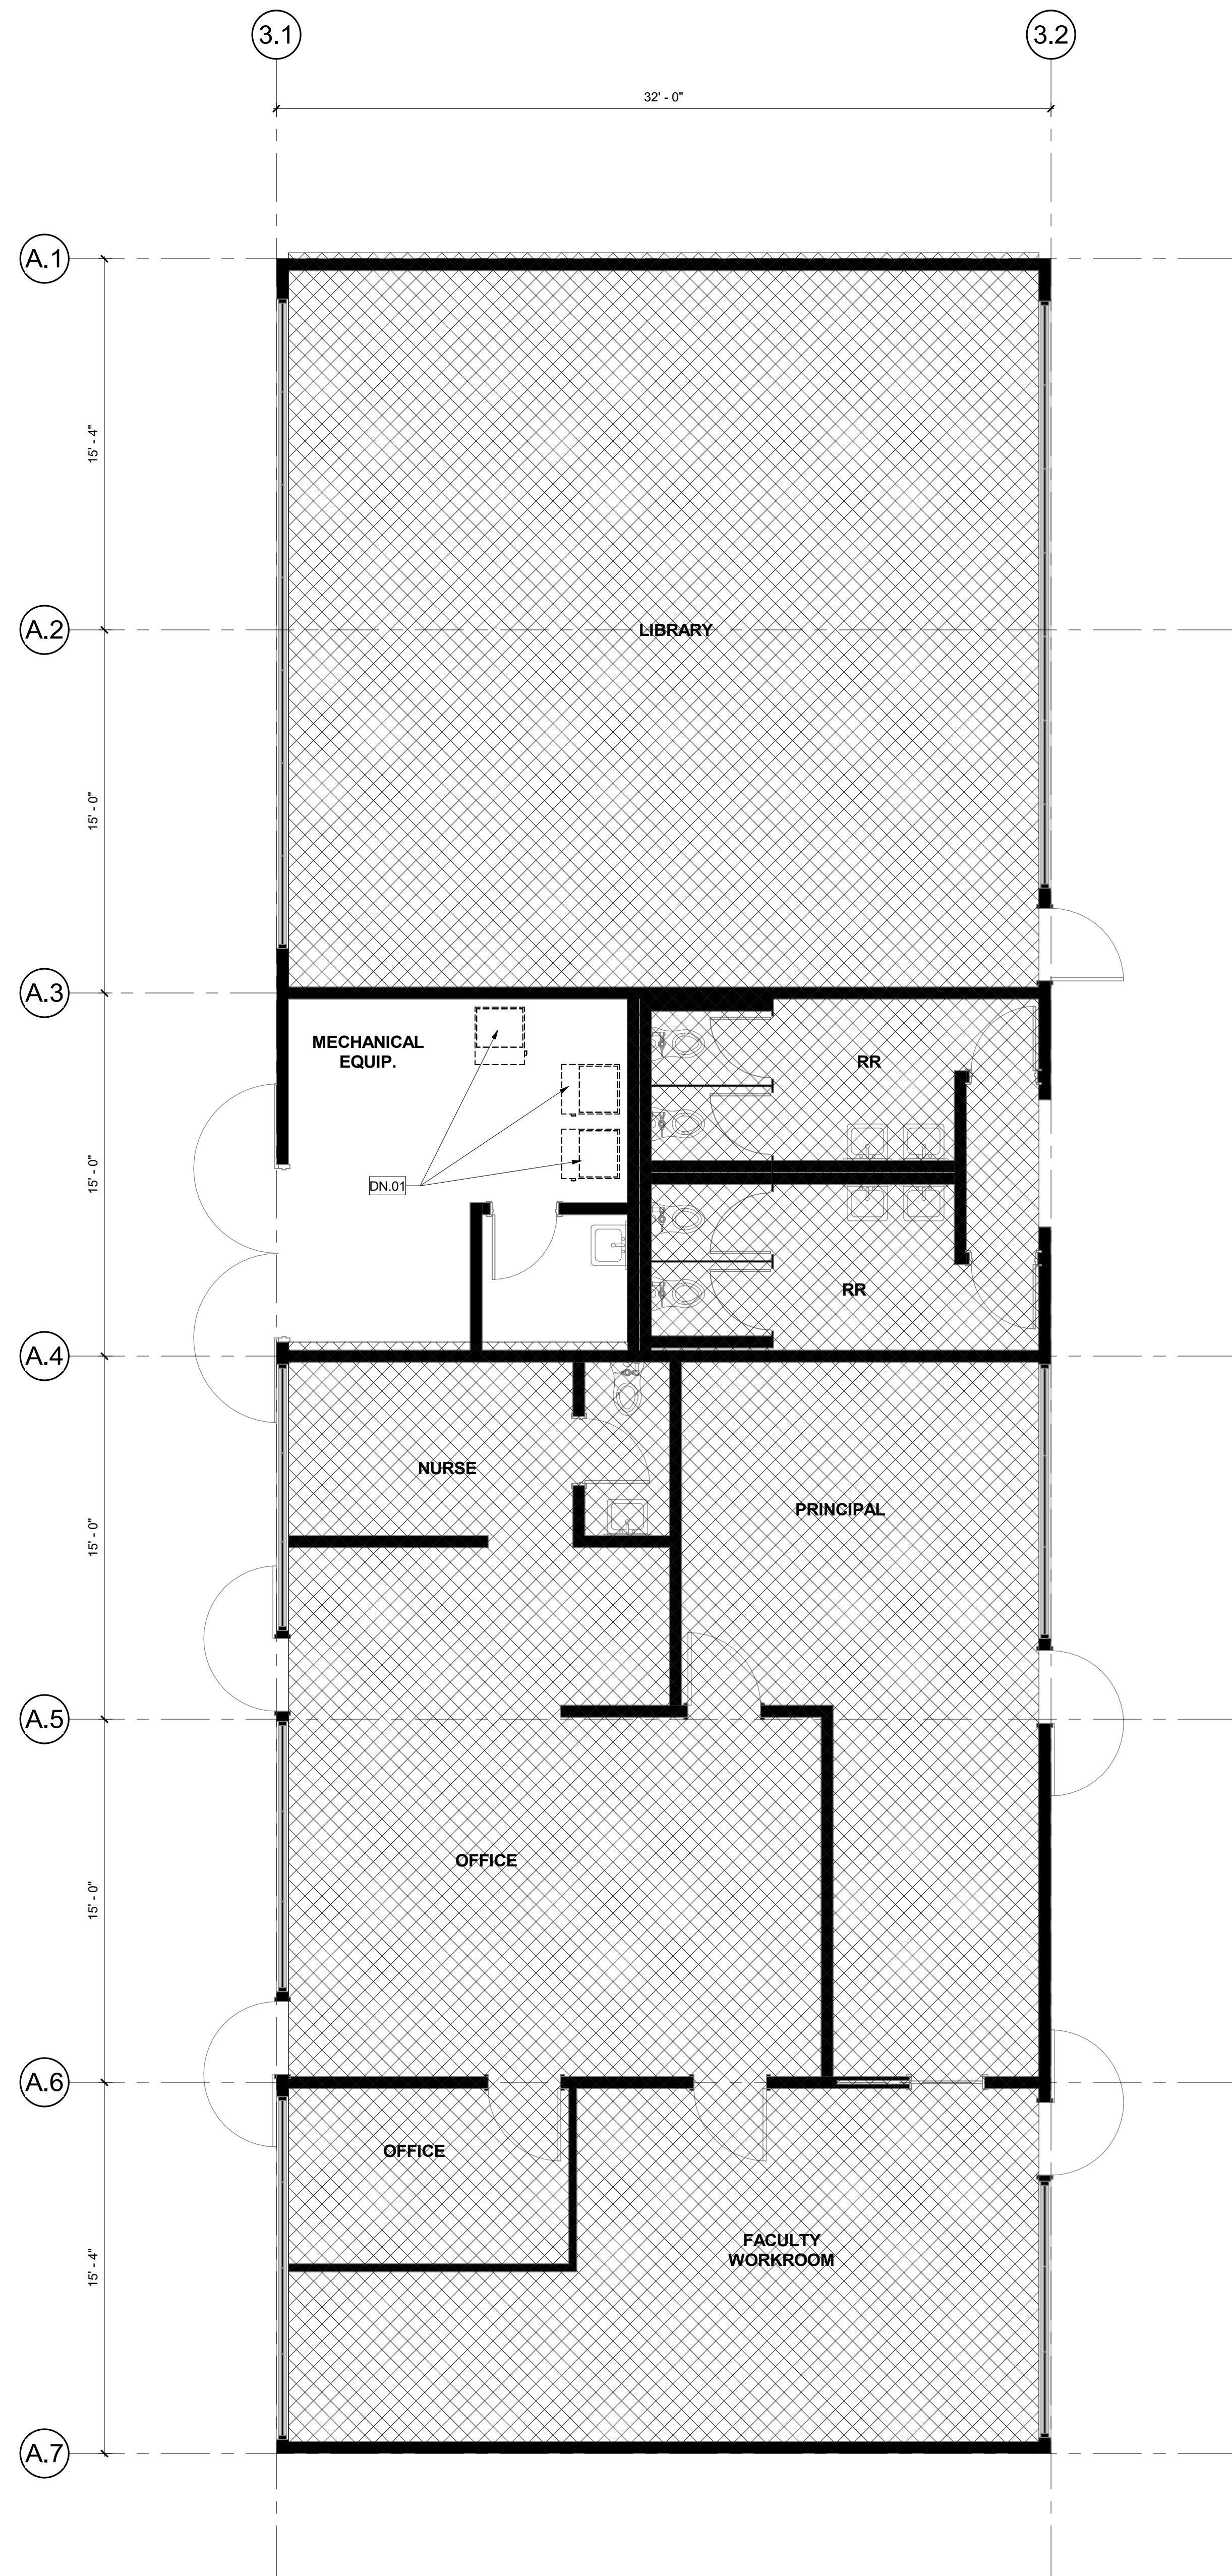 3.1
3.2
32' - 0"
A.1
15' - 4"
A.2
LIBRARY
15' - 0"
A.3
MECHANICAL
EQUIP.
RR
15' - 0"
DN.01
RR
A.4
NURSE
PRINCIPAL
15' - 0"
A.5
OFFICE
15' - 0"
A.6
OFFICE
FACULTY
WORKROOM
15' - 4"
A.7